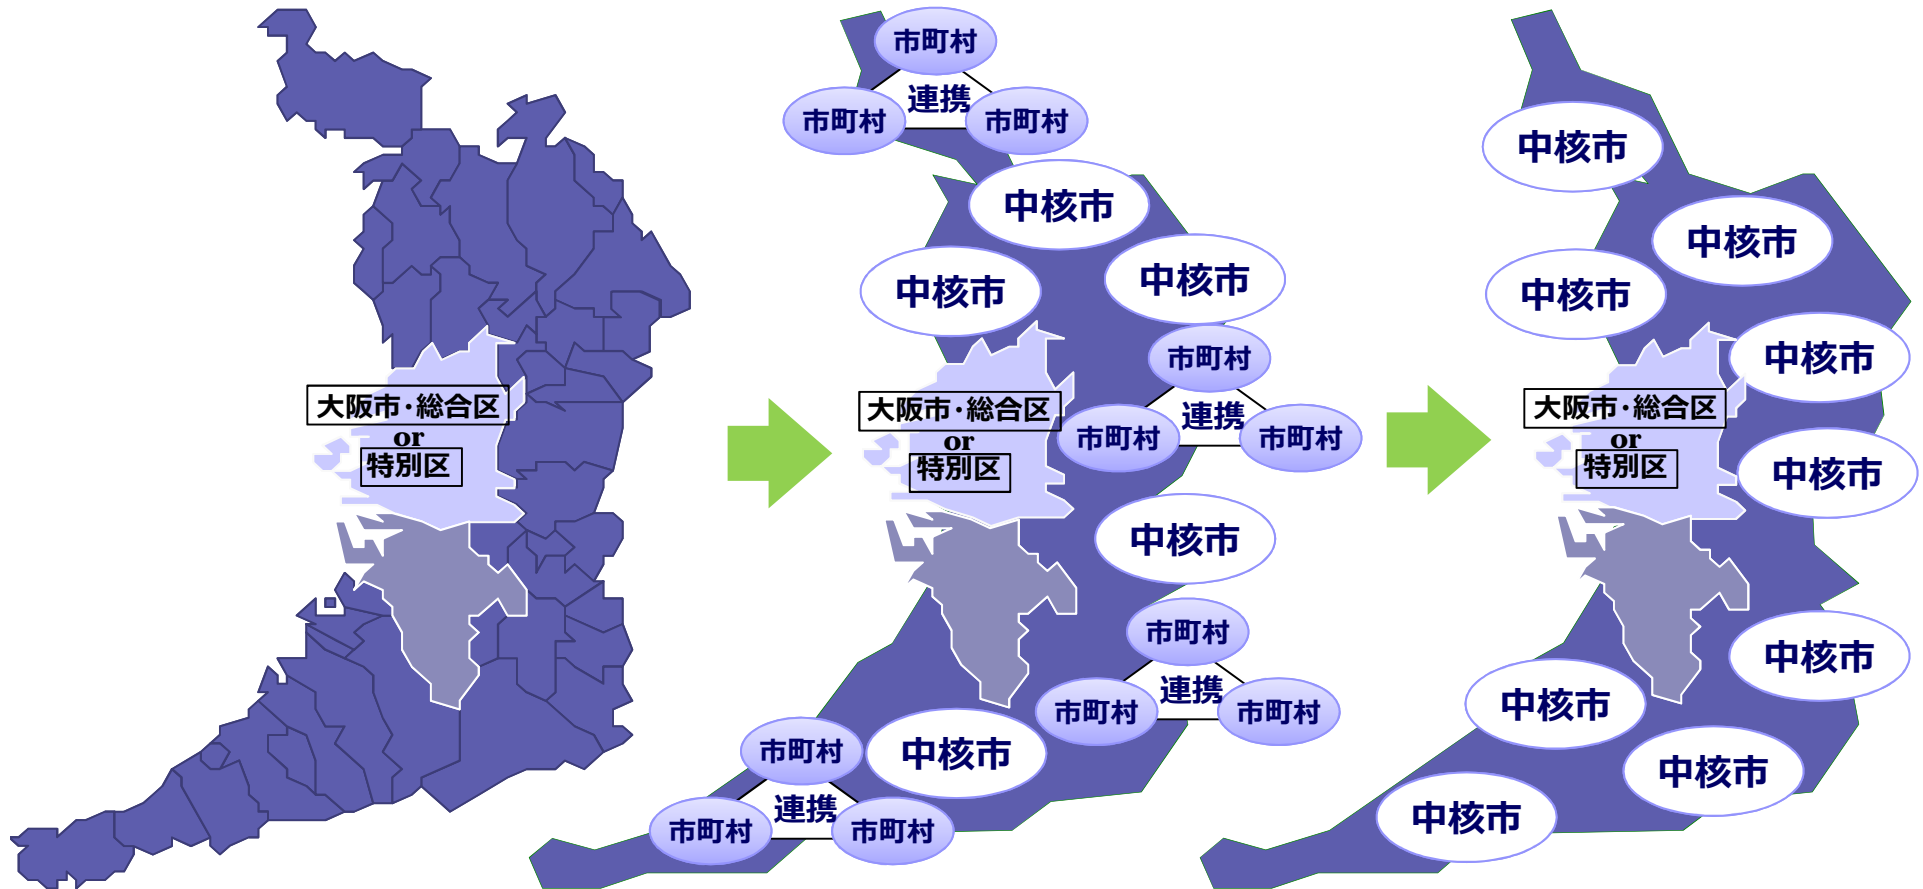 大阪市・総合区
or
特別区
市町村
連携
市町村
市町村
中核市
中核市
中核市
市町村
連携
市町村
市町村
大阪市・総合区
or
特別区
中核市
市町村
連携
市町村
市町村
中核市
市町村
連携
市町村
市町村
中核市
中核市
中核市
中核市
大阪市・総合区
or
特別区
中核市
中核市
中核市
中核市
中核市